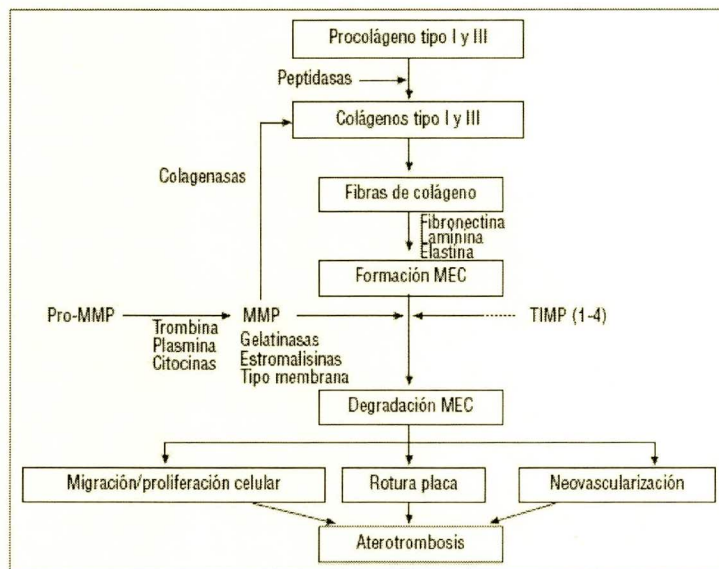 Procolágeno tipo I y III
Peptidasas
Colágenos tipo I y III
Colagenasas
Fibras de colágeno
Fibronectina
Laminina
Elastina
Formación MEC
Pro-MMP
Trombina
Plasmina
Citocinas
MMP
Gelatinasas
Estromalisinas
Tipo membrana
TIMP (1-4)
Degradación MEC
Migración/proliferación celular
Rotura placa
Neovascularización
Aterotrombosis